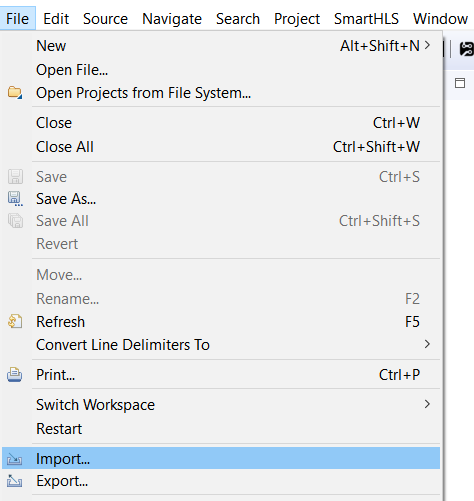 File Edit Source Navigate Search Project SmartHLS Window
New Alt+Shift+N
Open File...
Open Projects from File System...
Close Ctrl+W
Close All Ctrl+Shift+W
Save Ctrl+S
Save As...
Save All Ctrl+Shift+S
Revert
Move...
Rename... F2
Refresh F5
Convert Line Delimiters To
Print... Ctrl+P
Switch Workspace
Restart
Import...
Export...